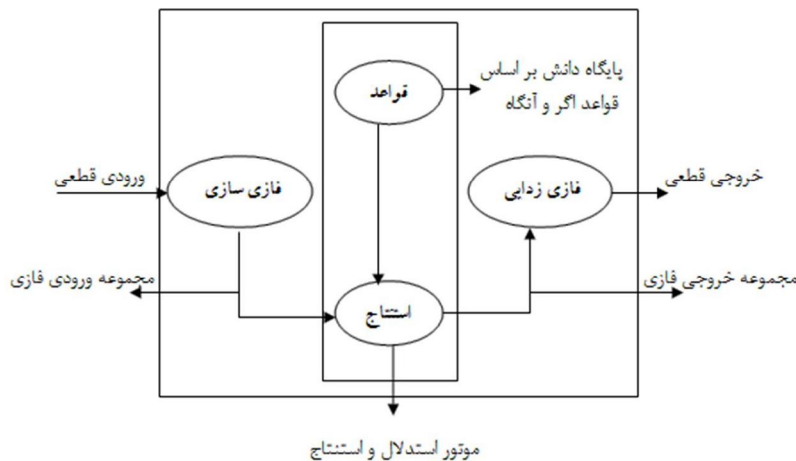 پایگاه دانش بر اساس
قواعد اگر و آنگاه
قواعد
ورودی قطعی
فازی سازی
فازی زدایی
خروجی قطعی
مجموعه ورودی فازی
مجموعه خروجی فازی
استنتاج
موتور استدلال و استنتاج